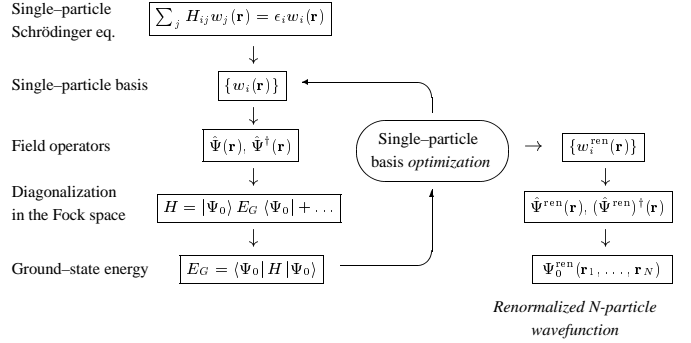 Single–particle
Schrödinger eq.
∑_j H_{ij} w_j(r) = ϵ_i w_i(r)
Single–particle basis
{w_i(r)}
Field operators
Ψ̂(r), Ψ̂†(r)
Diagonalization
in the Fock space
H = |Ψ_0⟩ E_G ⟨Ψ_0| + …
Ground–state energy
E_G = ⟨Ψ_0| H |Ψ_0⟩
Single–particle
basis optimization
{w_i^{ren}(r)}
Ψ̂^{ren}(r), (Ψ̂^{ren})†(r)
Ψ_0^{ren}(r_1, …, r_N)
Renormalized N-particle
wavefunction